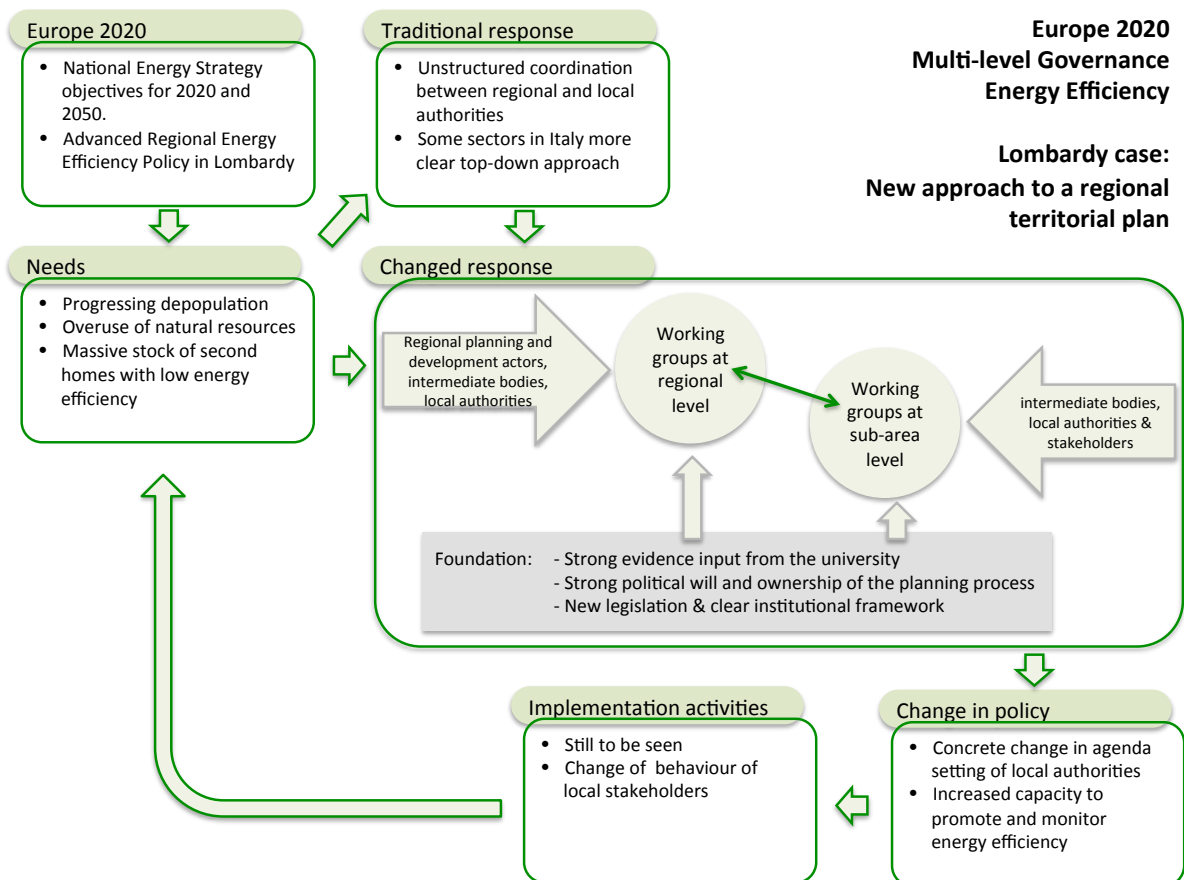 Europe 2020
• National Energy Strategy
objectives for 2020 and
2050.
• Advanced Regional Energy
Efficiency Policy in Lombardy
Traditional response
• Unstructured coordination
between regional and local
authorities
• Some sectors in Italy more
clear top-down approach
Europe 2020
Multi-level Governance
Energy Efficiency
Lombardy case:
New approach to a regional
territorial plan
Needs
• Progressing depopulation
• Overuse of natural resources
• Massive stock of second
homes with low energy
efficiency
Changed response
Regional planning and
development actors,
intermediate bodies,
local authorities
Working
groups at
regional
level
Working
groups at
sub-area
level
intermediate bodies,
local authorities &
stakeholders
Foundation: - Strong evidence input from the university
- Strong political will and ownership of the planning process
- New legislation & clear institutional framework
Implementation activities
• Still to be seen
• Change of behaviour of
local stakeholders
Change in policy
• Concrete change in agenda
setting of local authorities
• Increased capacity to
promote and monitor
energy efficiency